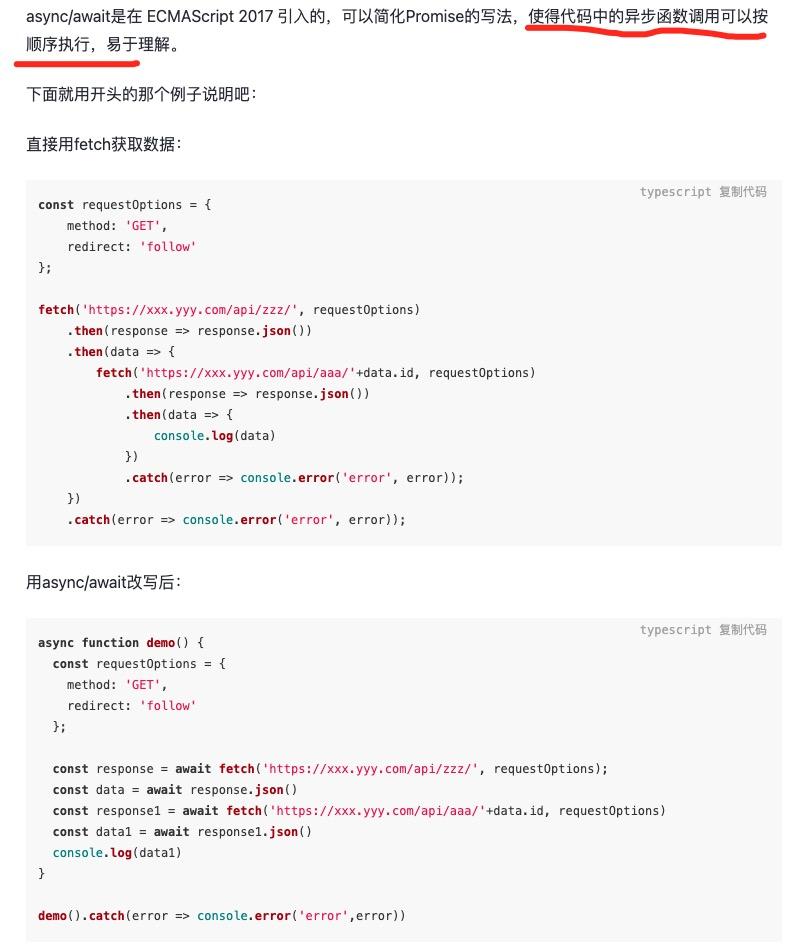 async/await是在 ECMAScript 2017 引入的，可以简化Promise的写法，使得代码中的异步函数调用可以按
顺序执行，易于理解。
下面就用开头的那个例子说明吧：
直接用fetch获取数据：
typescript 复制代码
const requestOptions = {
    method: 'GET',
    redirect: 'follow'
};
fetch('https://xxx.yyy.com/api/zzz/', requestOptions)
    .then(response => response.json())
    .then(data => {
        fetch('https://xxx.yyy.com/api/aaa/'+data.id, requestOptions)
            .then(response => response.json())
            .then(data => {
                console.log(data)
            })
            .catch(error => console.error('error', error));
    })
    .catch(error => console.error('error', error));
用async/await改写后：
typescript 复制代码
async function demo() {
  const requestOptions = {
    method: 'GET',
    redirect: 'follow'
  };
  const response = await fetch('https://xxx.yyy.com/api/zzz/', requestOptions);
  const data = await response.json()
  const response1 = await fetch('https://xxx.yyy.com/api/aaa/'+data.id, requestOptions)
  const data1 = await response1.json()
  console.log(data1)
}
demo().catch(error => console.error('error',error))